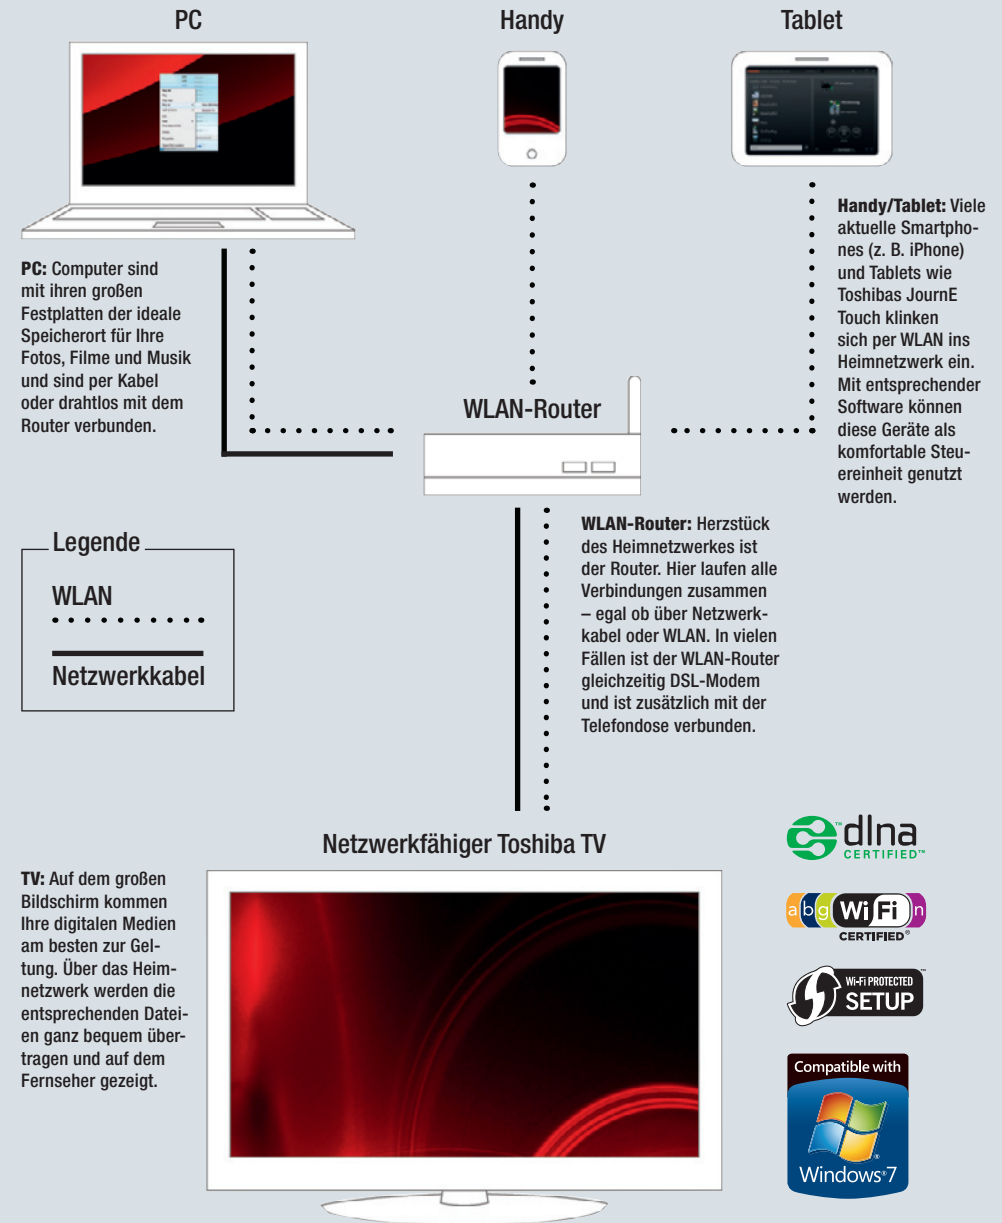 PC
Handy
Tablet
PC: Computer sind
mit ihren großen
Festplatten der ideale
Speicherort für Ihre
Fotos, Filme und Musik
und sind per Kabel
oder drahtlos mit dem
Router verbunden.
Handy/Tablet: Viele
aktuelle Smartpho-
nes (z. B. iPhone)
und Tablets wie
Toshibas JournE
Touch klinken
sich per WLAN ins
Heimnetzwerk ein.
Mit entsprechender
Software können
diese Geräte als
komfortable Steu-
ereinheit genutzt
werden.
WLAN-Router
WLAN-Router: Herzstück
des Heimnetzwerkes ist
der Router. Hier laufen alle
Verbindungen zusammen
– egal ob über Netzwerk-
kabel oder WLAN. In vielen
Fällen ist der WLAN-Router
gleichzeitig DSL-Modem
und ist zusätzlich mit der
Telefondose verbunden.
Legende
WLAN
Netzwerkkabel
Netzwerkfähiger Toshiba TV
TV: Auf dem großen
Bildschirm kommen
Ihre digitalen Medien
am besten zur Gel-
tung. Über das Heim-
netzwerk werden die
entsprechenden Datei-
en ganz bequem über-
tragen und auf dem
Fernseher gezeigt.
™ dlna
CERTIFIED™
a b g Wi Fi n
CERTIFIED®
Wi-Fi PROTECTED ™
SETUP
Compatible with
Windows®7